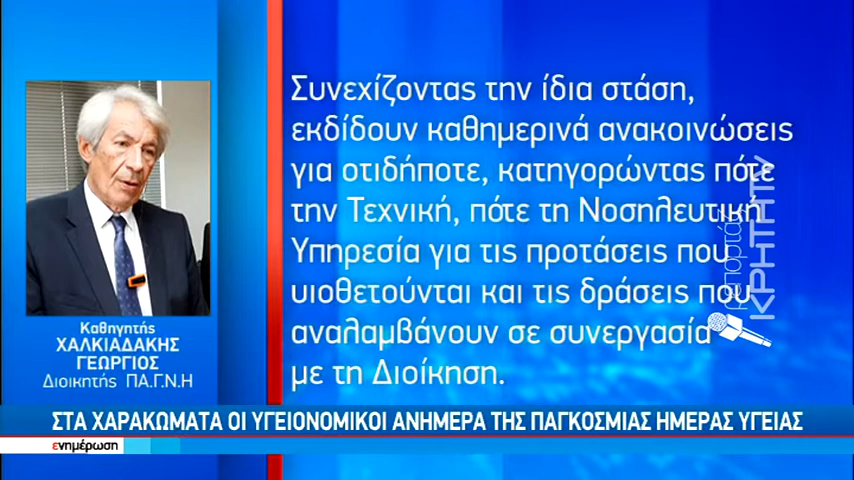 Συνεχίζοντας την ίδια στάση,
εκδίδουν καθημερινά ανακοινώσεις
για οτιδήποτε, κατηγορώντας πότε
την Τεχνική, πότε τη Νοσηλευτική
Υπηρεσία για τις προτάσεις που
υιοθετούνται και τις δράσεις που
αναλαμβάνουν σε συνεργασία
με τη Διοίκηση.
ρεπορτάζ
ΚΡΗΤΗ TV
Καθηγητής
ΧΑΛΚΙΑΔΑΚΗΣ
ΓΕΩΡΓΙΟΣ
Διοικητής ΠΑ.Γ.Ν.Η
ΣΤΑ ΧΑΡΑΚΩΜΑΤΑ ΟΙ ΥΓΕΙΟΝΟΜΙΚΟΙ ΑΝΗΜΕΡΑ ΤΗΣ ΠΑΓΚΟΣΜΙΑΣ ΗΜΕΡΑΣ ΥΓΕΙΑΣ
ενημέρωση